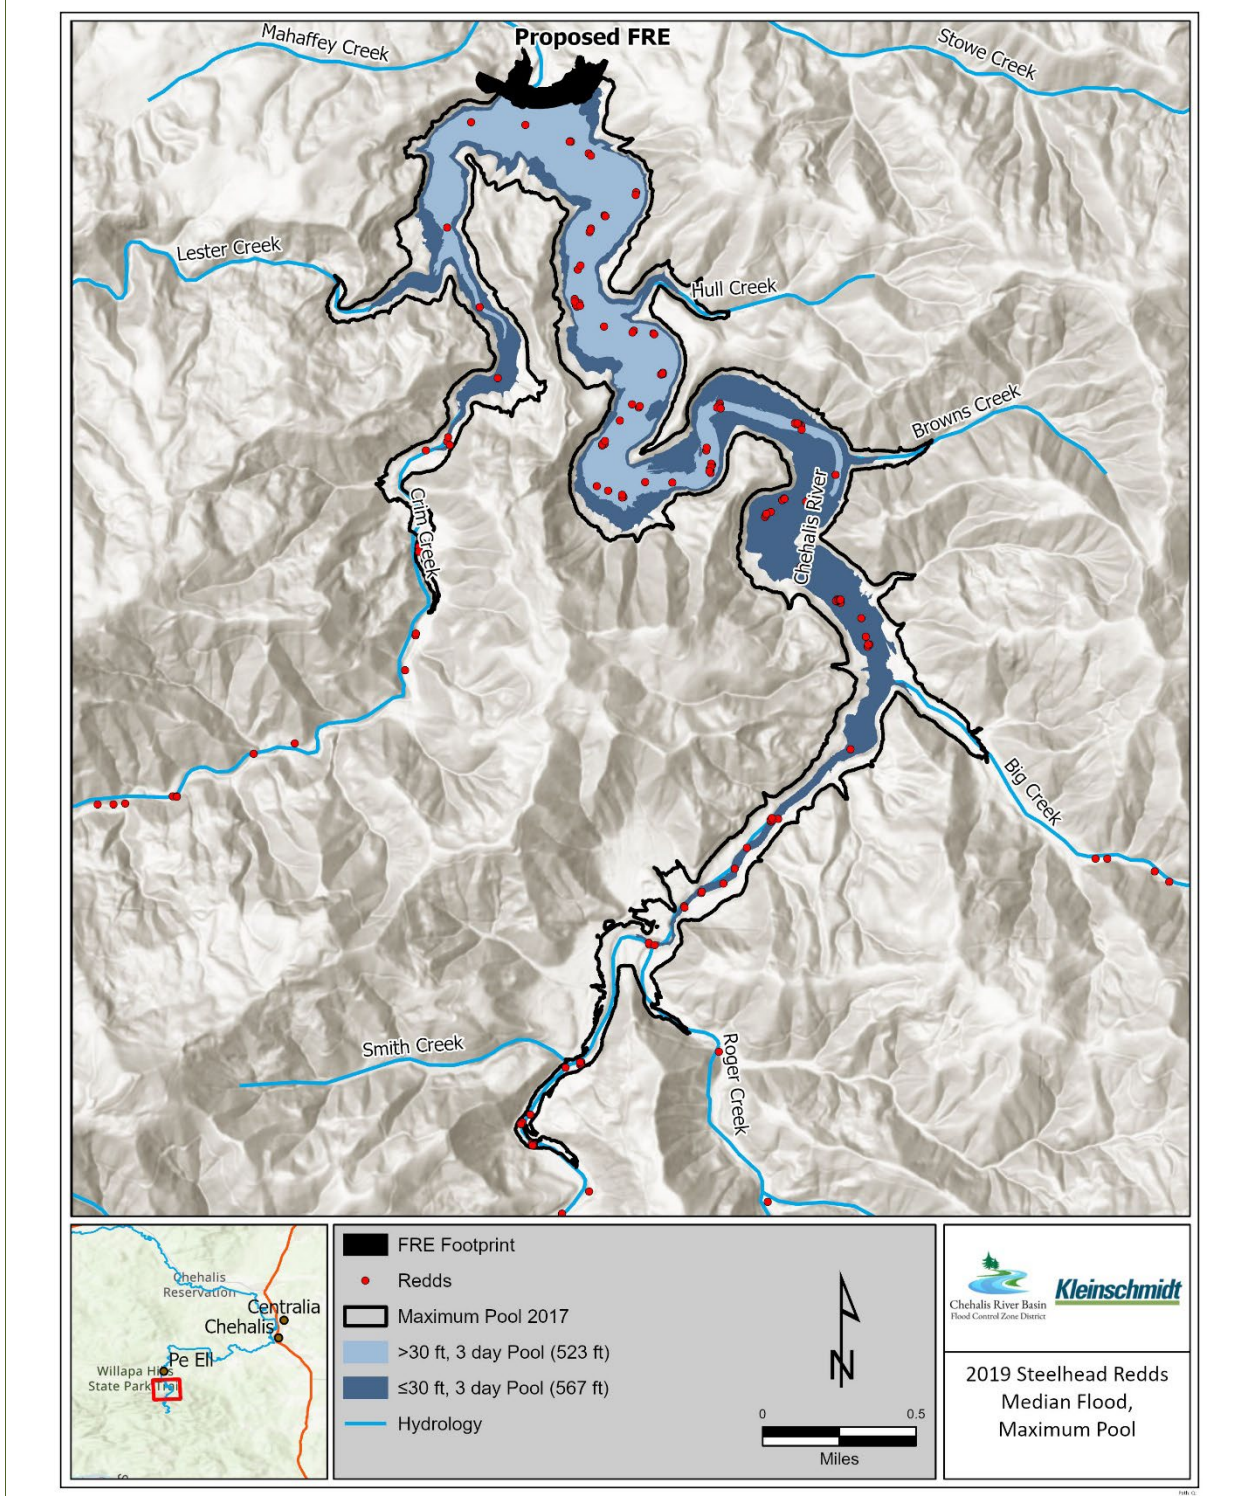 Proposed FRE
Mahaffey Creek
Stowe Creek
Lester Creek
Hull Creek
Browns Creek
Crim Creek
Chehalis River
Big Creek
Smith Creek
Roger Creek
Chehalis
Reservation
Centralia
Chehalis
Pe Ell
Willapa Hills
State Park Trail
FRE Footprint
Redds
Maximum Pool 2017
>30 ft, 3 day Pool (523 ft)
≤30 ft, 3 day Pool (567 ft)
Hydrology
N
0 0.5
Miles
Chehalis River Basin
Flood Control Zone District
Kleinschmidt
2019 Steelhead Redds
Median Flood,
Maximum Pool